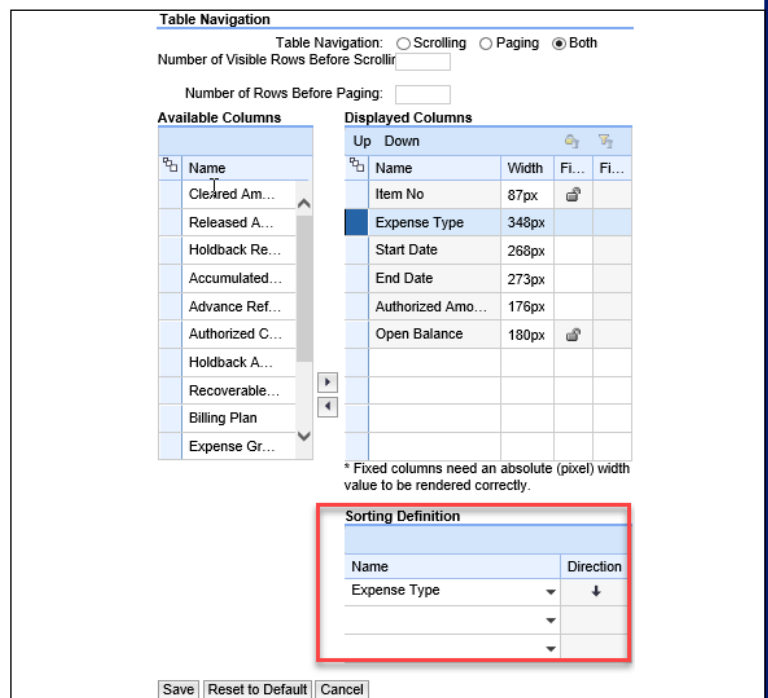 Table Navigation
Table Navigation: Scrolling Paging Both
Number of Visible Rows Before Scrollin
Number of Rows Before Paging:
Available Columns
Name
Cleared Am...
Released A...
Holdback Re...
Accumulated...
Advance Ref...
Authorized C...
Holdback A...
Recoverable...
Billing Plan
Expense Gr...
Displayed Columns
Up Down
Name Width Fi... Fi...
Item No 87px
Expense Type 348px
Start Date 268px
End Date 273px
Authorized Amo... 176px
Open Balance 180px
* Fixed columns need an absolute (pixel) width
value to be rendered correctly.
Sorting Definition
Name Direction
Expense Type
Save Reset to Default Cancel